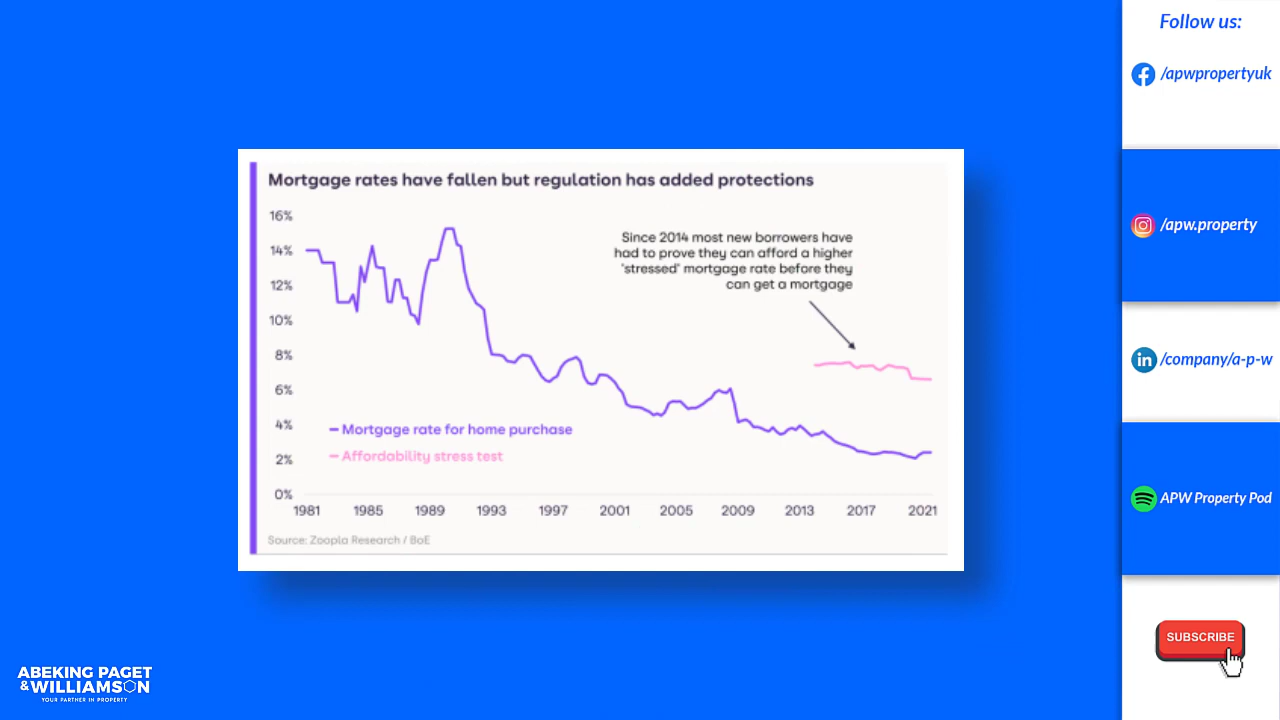 Mortgage rates have fallen but regulation has added protections
16%
14%
12%
10%
8%
6%
4%
2%
0%
Since 2014 most new borrowers have
had to prove they can afford a higher
'stressed' mortgage rate before they
can get a mortgage
Mortgage rate for home purchase
Affordability stress test
1981 1985 1989 1993 1997 2001 2005 2009 2013 2017 2021
Source: Zoopla Research / BoE
Follow us:
/apwpropertyuk
/apw.property
in /company/a-p-w
APW Property Pod
SUBSCRIBE
ABEKING PAGET
&WILLIAMSON
YOUR PARTNER IN PROPERTY